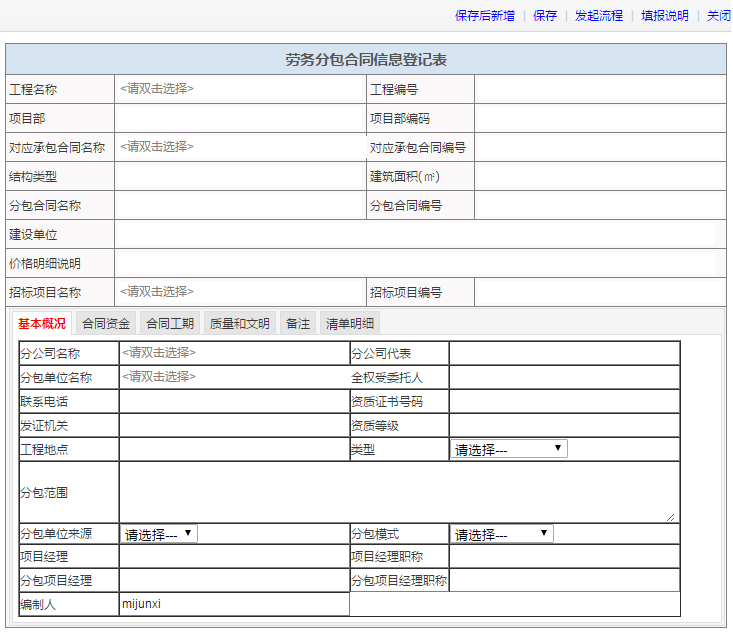 保存后新增 | 保存 | 发起流程 | 填报说明 | 关闭
劳务分包合同信息登记表
工程名称 <请双击选择> 工程编号
项目部 项目部编码
对应承包合同名称 <请双击选择> 对应承包合同编号
结构类型 建筑面积(㎡)
分包合同名称 分包合同编号
建设单位
价格明细说明
招标项目名称 <请双击选择> 招标项目编号
基本概况 合同资金 合同工期 质量和文明 备注 清单明细
分公司名称 <请双击选择> 分公司代表
分包单位名称 <请双击选择> 全权受委托人
联系电话 资质证书号码
发证机关 资质等级
工程地点 类型 请选择---
分包范围
分包单位来源 请选择--- 分包模式 请选择---
项目经理 项目经理职称
分包项目经理 分包项目经理职称
编制人 mijunxi